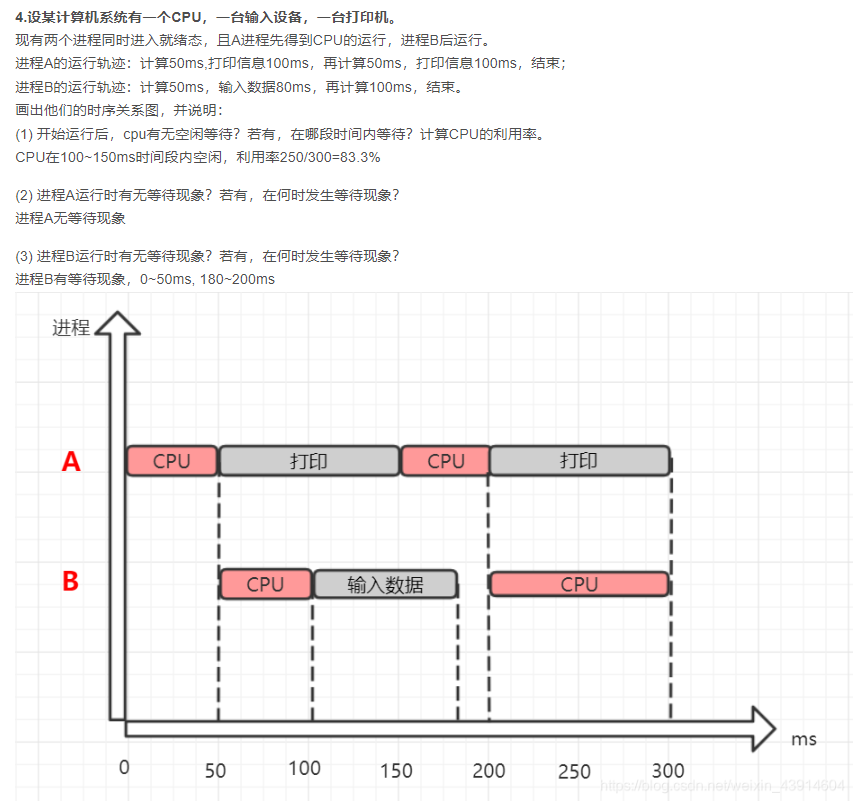 4.设某计算机系统有一个CPU，一台输入设备，一台打印机。
现有两个进程同时进入就绪态，且A进程先得到CPU的运行，进程B后运行。
进程A的运行轨迹：计算50ms,打印信息100ms，再计算50ms，打印信息100ms，结束；
进程B的运行轨迹：计算50ms，输入数据80ms，再计算100ms，结束。
画出他们的时序关系图，并说明：
(1) 开始运行后，cpu有无空闲等待？若有，在哪段时间内等待？计算CPU的利用率。
CPU在100~150ms时间段内空闲，利用率250/300=83.3%
(2) 进程A运行时有无等待现象？若有，在何时发生等待现象？
进程A无等待现象
(3) 进程B运行时有无等待现象？若有，在何时发生等待现象？
进程B有等待现象，0~50ms, 180~200ms
进程
A CPU 打印 CPU 打印
B CPU 输入数据 CPU
ms
0 50 100 150 200 250 300
https://blog.csdn.net/weixin_43914604